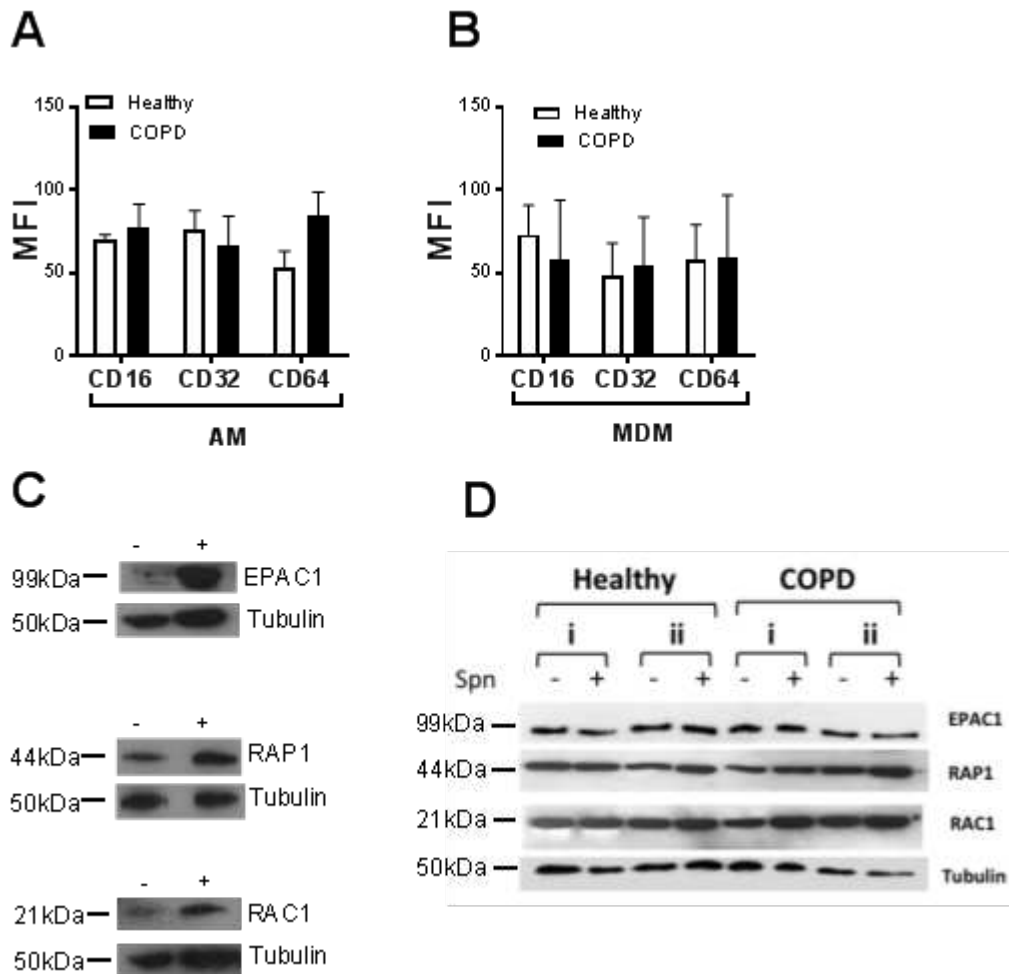 A
150
Healthy
COPD
100
MFI
50
0
CD16 CD32 CD64
AM
B
150
Healthy
COPD
100
MFI
50
0
CD16 CD32 CD64
MDM
C
- +
99kDa EPAC1
50kDa Tubulin
- +
44kDa RAP1
50kDa Tubulin
- +
21kDa RAC1
50kDa Tubulin
D
Healthy COPD
i ii i ii
Spn - + - + - + - +
99kDa EPAC1
44kDa RAP1
21kDa RAC1
50kDa Tubulin